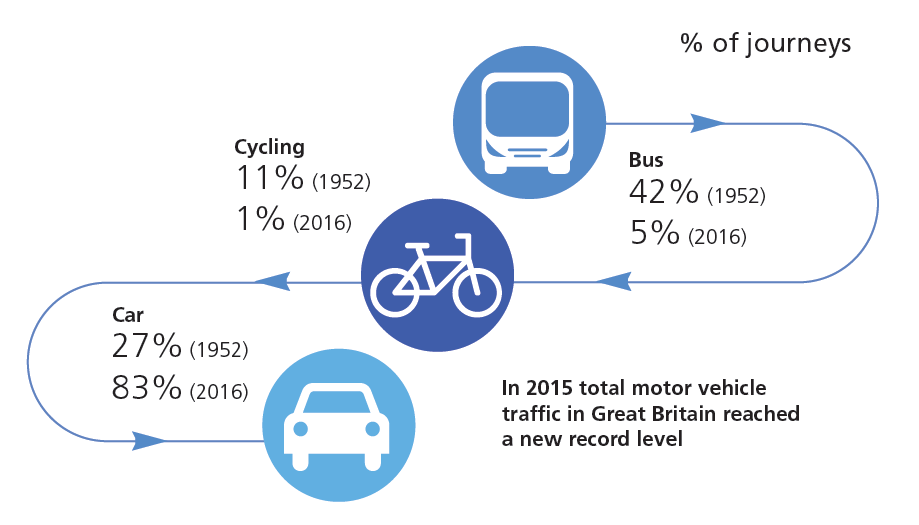 % of journeys
Bus
42% (1952)
5% (2016)
Cycling
11% (1952)
1% (2016)
Car
27% (1952)
83% (2016)
In 2015 total motor vehicle
traffic in Great Britain reached
a new record level